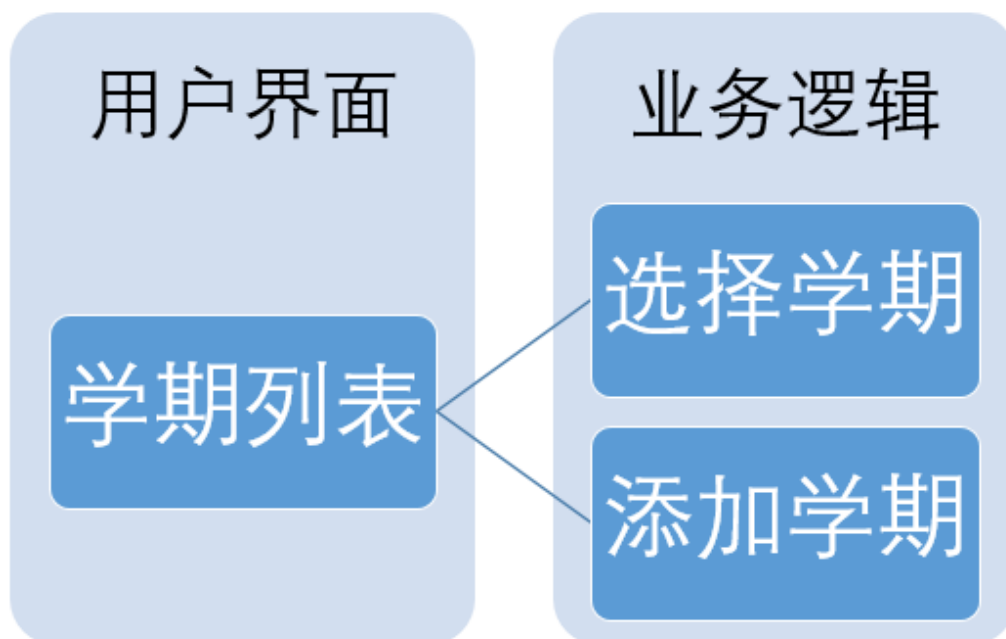 用户界面
业务逻辑
学期列表
选择学期
添加学期